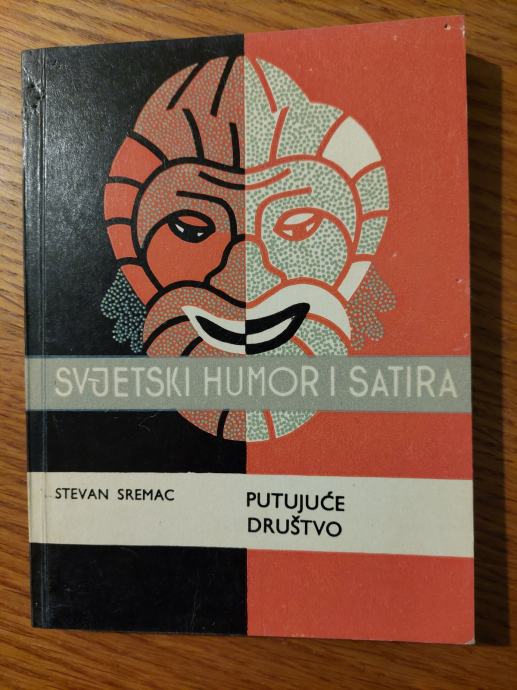 SVJETSKI HUMOR I SATIRA
STEVAN SREMAC
PUTUJUĆE
DRUŠTVO